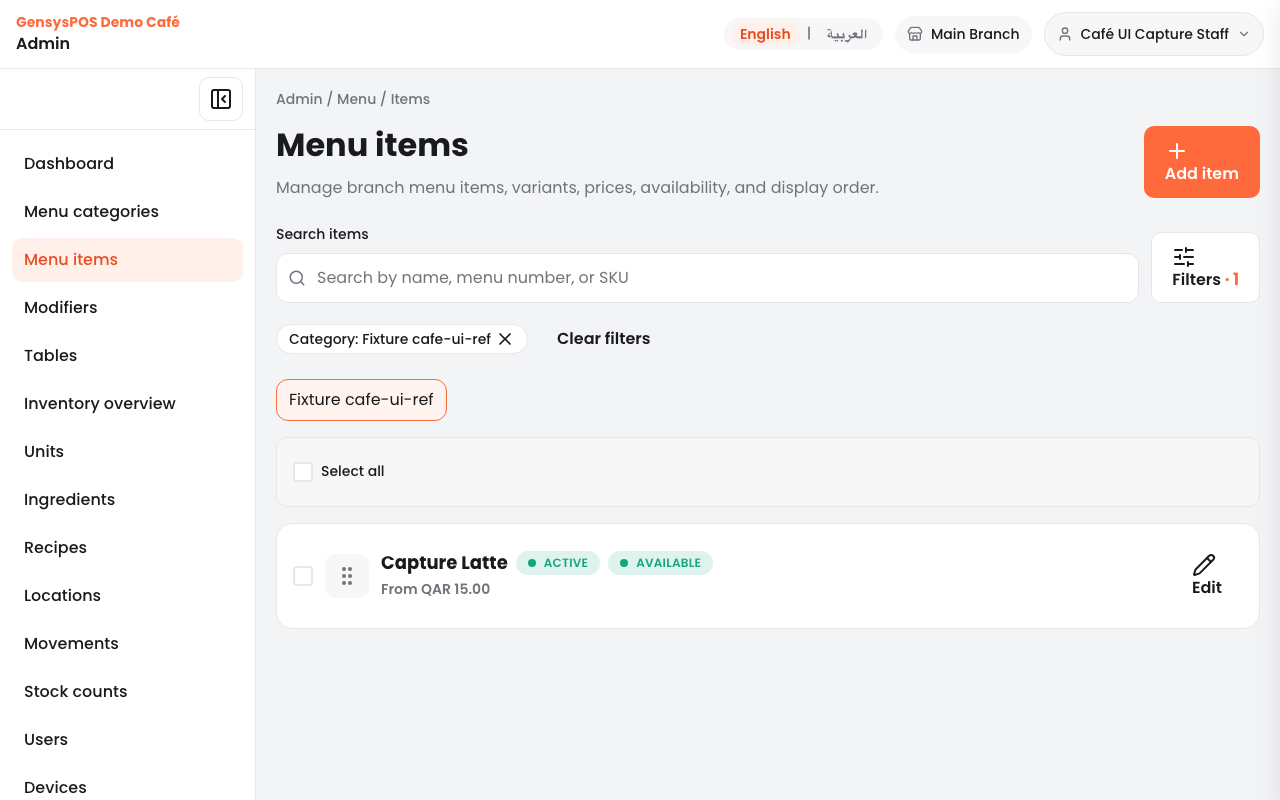 GensysPOS Demo Café
Admin
English | العربية
Main Branch
Café UI Capture Staff
Admin / Menu / Items
Menu items
Manage branch menu items, variants, prices, availability, and display order.
Add item
Search items
Search by name, menu number, or SKU
Filters · 1
Category: Fixture cafe-ui-ref
Clear filters
Fixture cafe-ui-ref
Select all
Capture Latte
ACTIVE
AVAILABLE
From QAR 15.00
Edit
Dashboard
Menu categories
Menu items
Modifiers
Tables
Inventory overview
Units
Ingredients
Recipes
Locations
Movements
Stock counts
Users
Devices